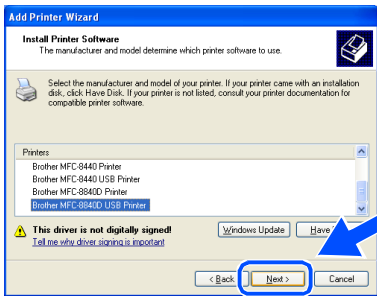 Add Printer Wizard
Install Printer Software
The manufacturer and model determine which printer software to use.
Select the manufacturer and model of your printer. If your printer came with an installation
disk, click Have Disk. If your printer is not listed, consult your printer documentation for
compatible printer software.
Printers
Brother MFC-8440 Printer
Brother MFC-8440 USB Printer
Brother MFC-8840D Printer
Brother MFC-8840D USB Printer
This driver is not digitally signed!
Tell me why driver signing is important
Windows Update
Have
< Back
Next >
Cancel